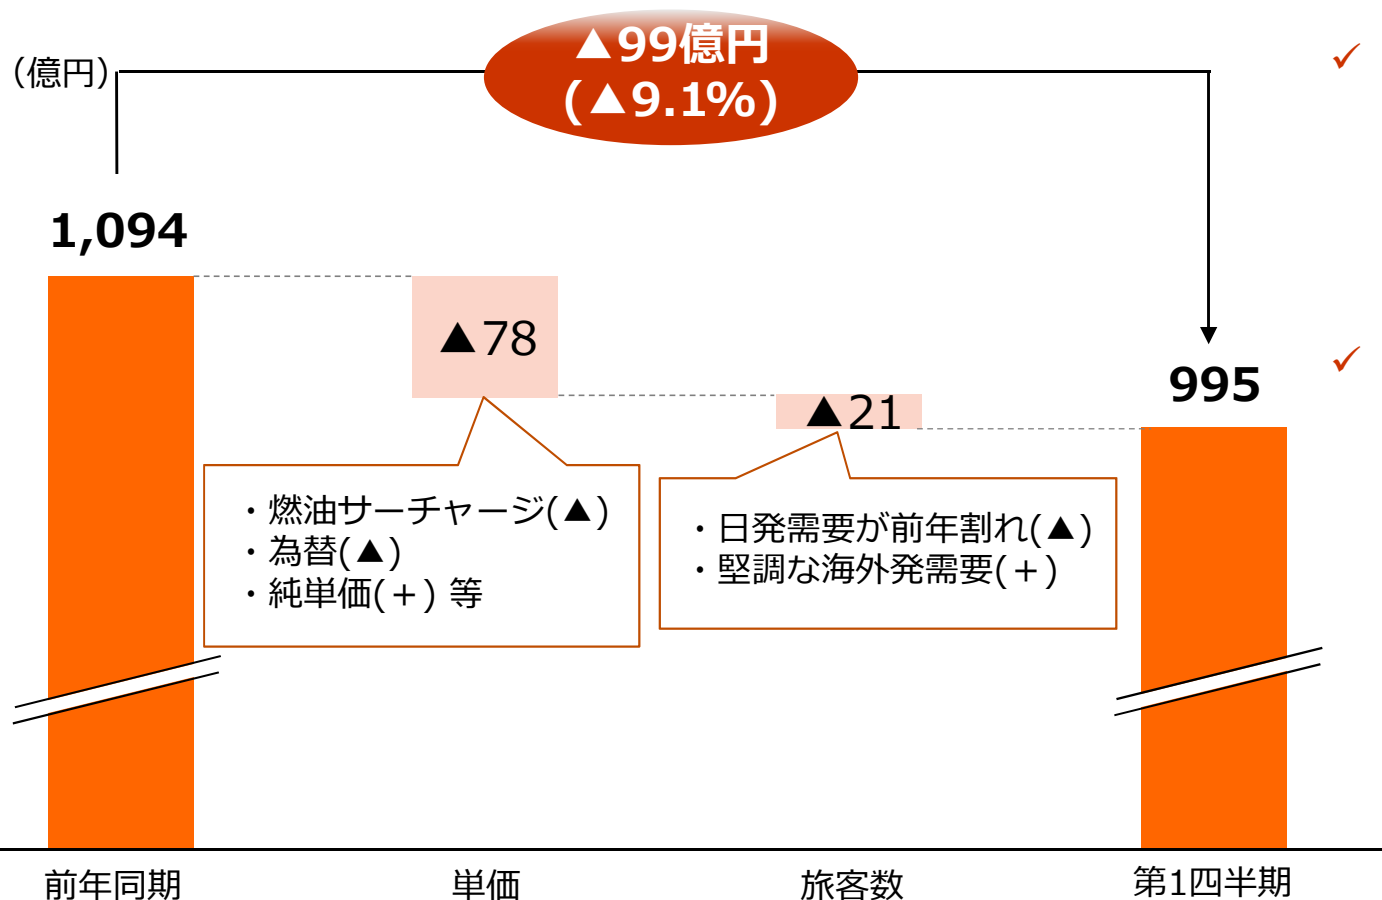 (億円)
▲99億円
(▲9.1%)
1,094
▲78
▲21
995
・燃油サーチャージ(▲)
・為替(▲)
・純単価(＋) 等
・日発需要が前年割れ(▲)
・堅調な海外発需要(＋)
前年同期
単価
旅客数
第1四半期